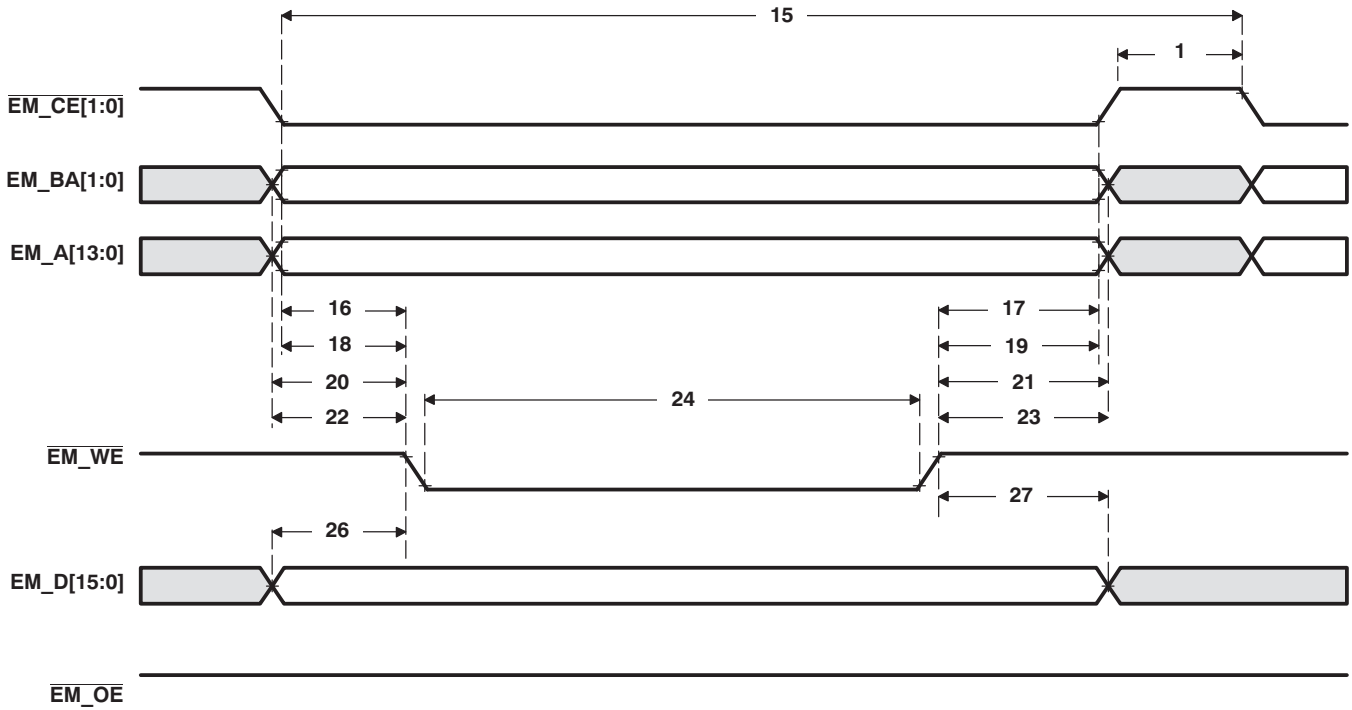 15
1
EM_CE[1:0]
EM_BA[1:0]
EM_A[13:0]
16 17
18 19
20 21
22 24 23
EM_WE
27
26
EM_D[15:0]
EM_OE